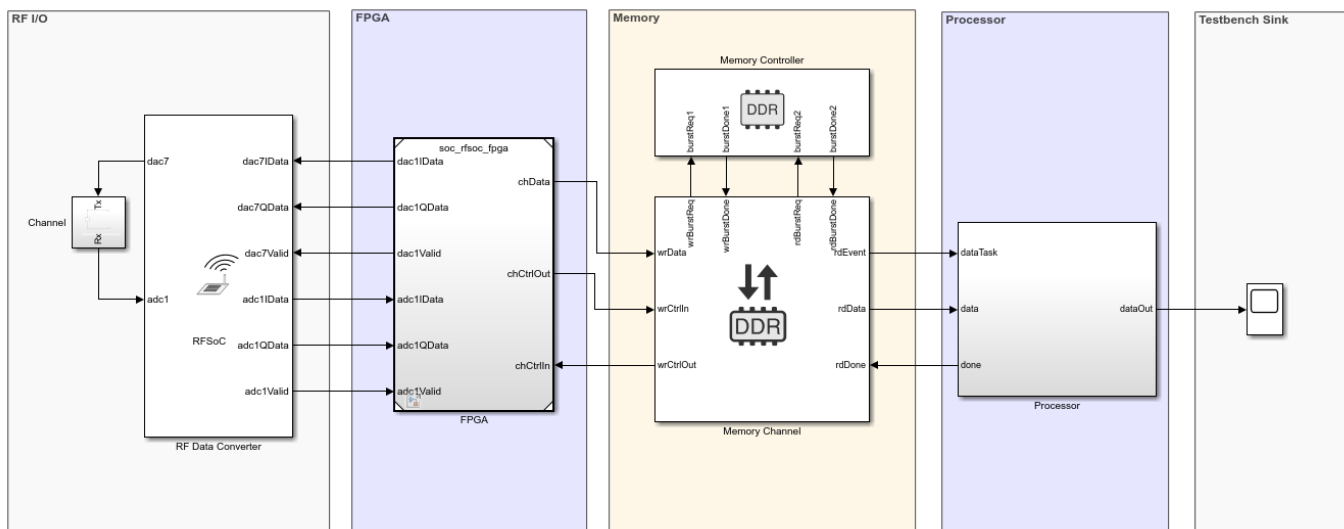 RF I/O
FPGA
Memory
Processor
Testbench Sink
Memory Controller
DDR
burstReq1
burstDone1
burstReq2
burstDone2
dac7
dac7IData
dac7QData
dac7Valid
adc1
adc1IData
adc1QData
adc1Valid
RFSoC
RF Data Converter
Channel
Tx
Rx
soc_rfsoc_fpga
dac1IData
dac1QData
dac1Valid
adc1IData
adc1QData
adc1Valid
chData
chCtrlOut
chCtrlIn
FPGA
wrBurstReq
wrBurstDone
rdBurstReq
rdBurstDone
wrData
wrCtrlIn
wrCtrlOut
rdEvent
rdData
rdDone
DDR
Memory Channel
dataTask
data
done
dataOut
Processor